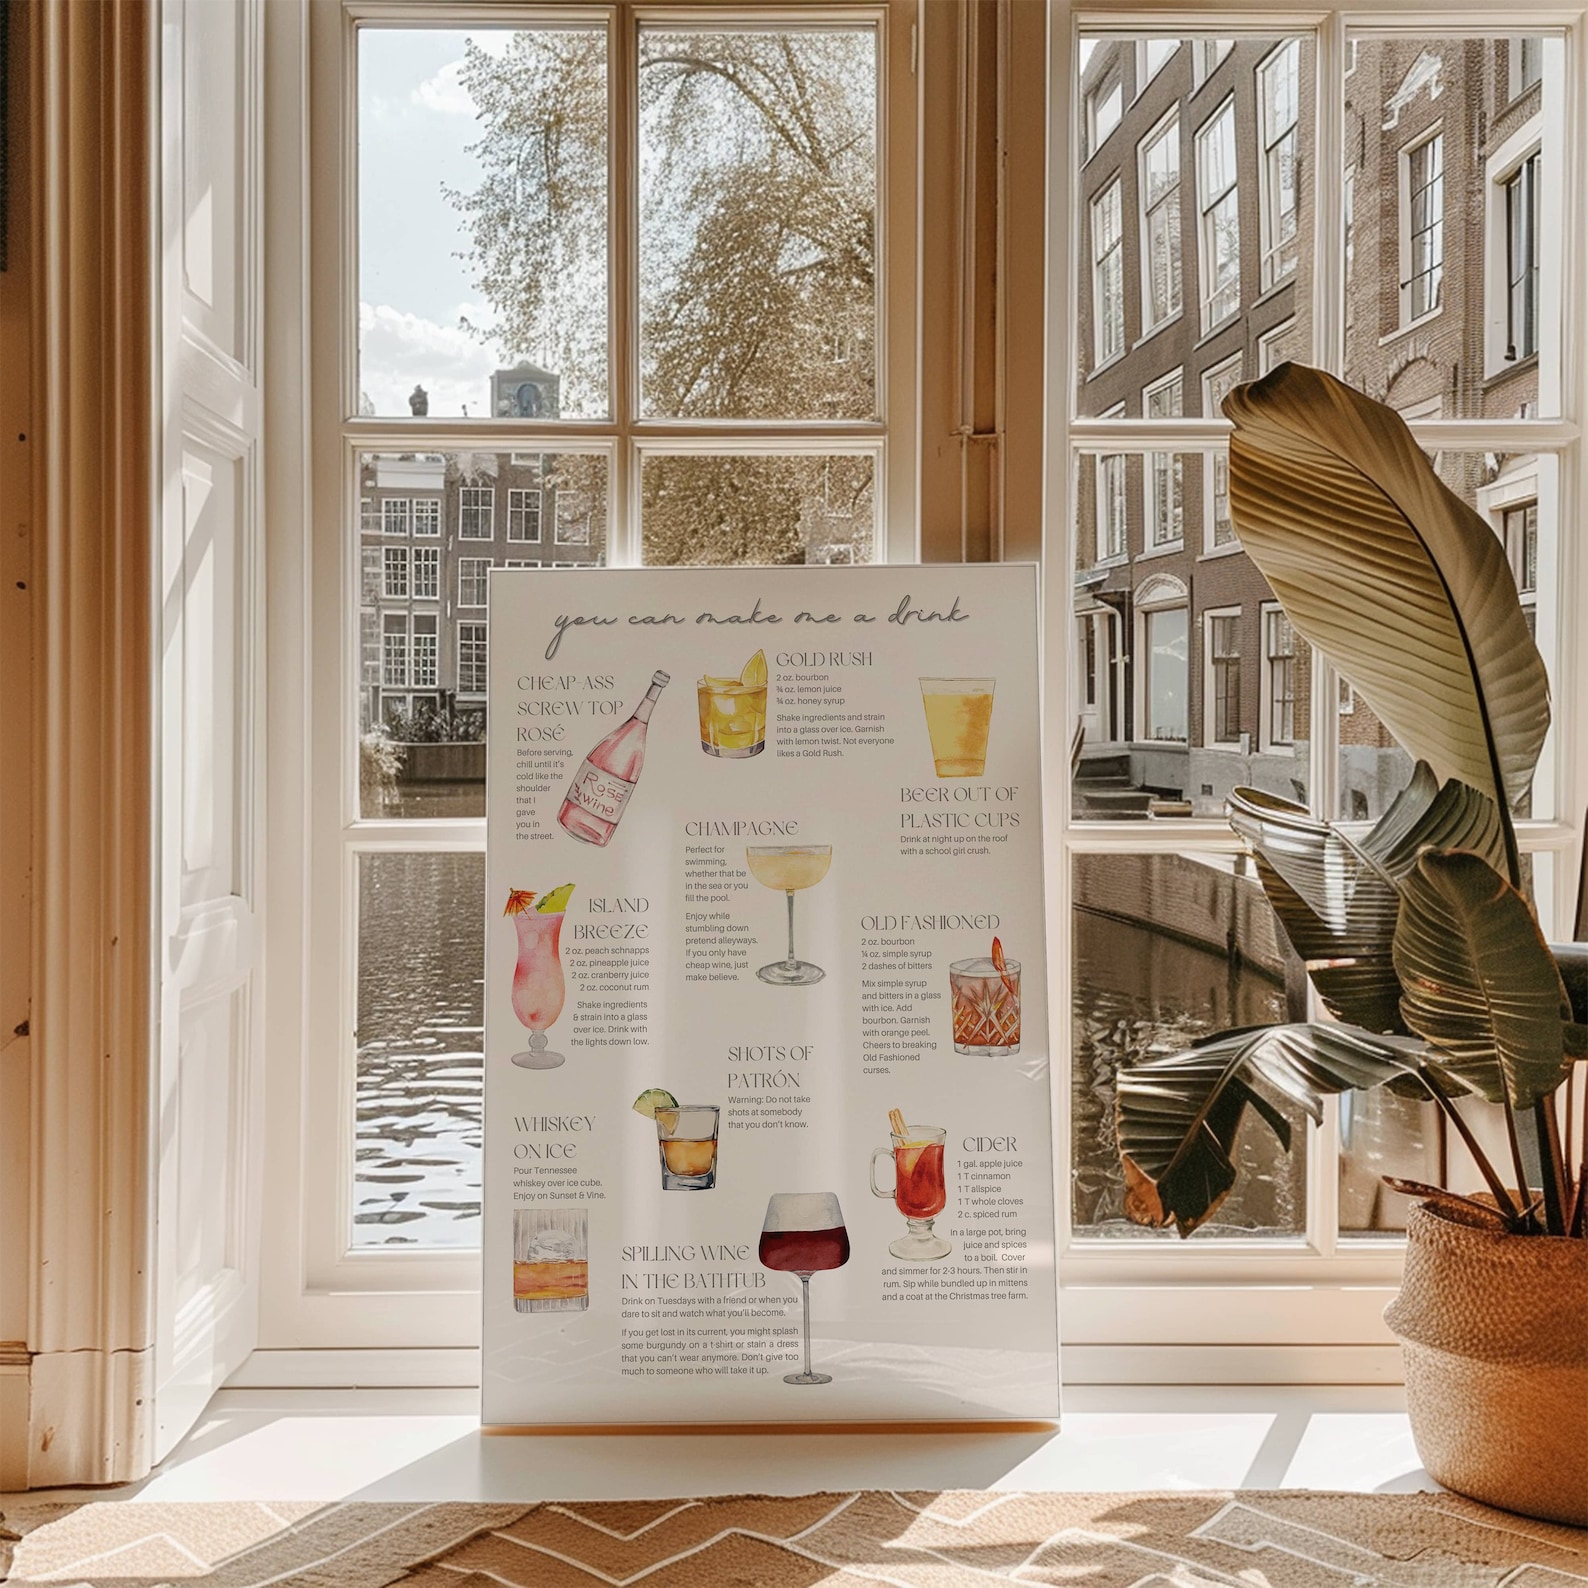 you can make me a drink
CHEAP-ASS
SCREW TOP
ROSÉ
Before serving,
chill until it's
cold like the
shoulder
that I
gave
you in
the street.
Rosé
wine
GOLD RUSH
2 oz. bourbon
¾ oz. lemon juice
¾ oz. honey syrup
Shake ingredients and strain
into a glass over ice. Garnish
with lemon twist. Not everyone
likes a Gold Rush.
BEER OUT OF
PLASTIC CUPS
Drink at night up on the roof
with a school girl crush.
CHAMPAGNE
Perfect for
swimming,
whether that be
in the sea or you
fill the pool.
Enjoy while
stumbling down
pretend alleyways.
If you only have
cheap wine, just
make believe.
ISLAND
BREEZE
2 oz. peach schnapps
2 oz. pineapple juice
2 oz. cranberry juice
2 oz. coconut rum
Shake ingredients
& strain into a glass
over ice. Drink with
the lights down low.
OLD FASHIONED
2 oz. bourbon
¼ oz. simple syrup
2 dashes of bitters
Mix simple syrup
and bitters in a glass
with ice. Add
bourbon. Garnish
with orange peel.
Cheers to breaking
Old Fashioned
curses.
SHOTS OF
PATRÓN
Warning: Do not take
shots at somebody
that you don't know.
WHISKEY
ON ICE
Pour Tennessee
whiskey over ice cube.
Enjoy on Sunset & Vine.
CIDER
1 gal. apple juice
1 T cinnamon
1 T allspice
1 T whole cloves
2 c. spiced rum
In a large pot, bring
juice and spices
to a boil. Cover
and simmer for 2-3 hours. Then stir in
rum. Sip while bundled up in mittens
and a coat at the Christmas tree farm.
SPILLING WINE
IN THE BATHTUB
Drink on Tuesdays with a friend or when you
dare to sit and watch what you'll become.
If you get lost in its current, you might splash
some burgundy on a t-shirt or stain a dress
that you can't wear anymore. Don't give too
much to someone who will take it up.